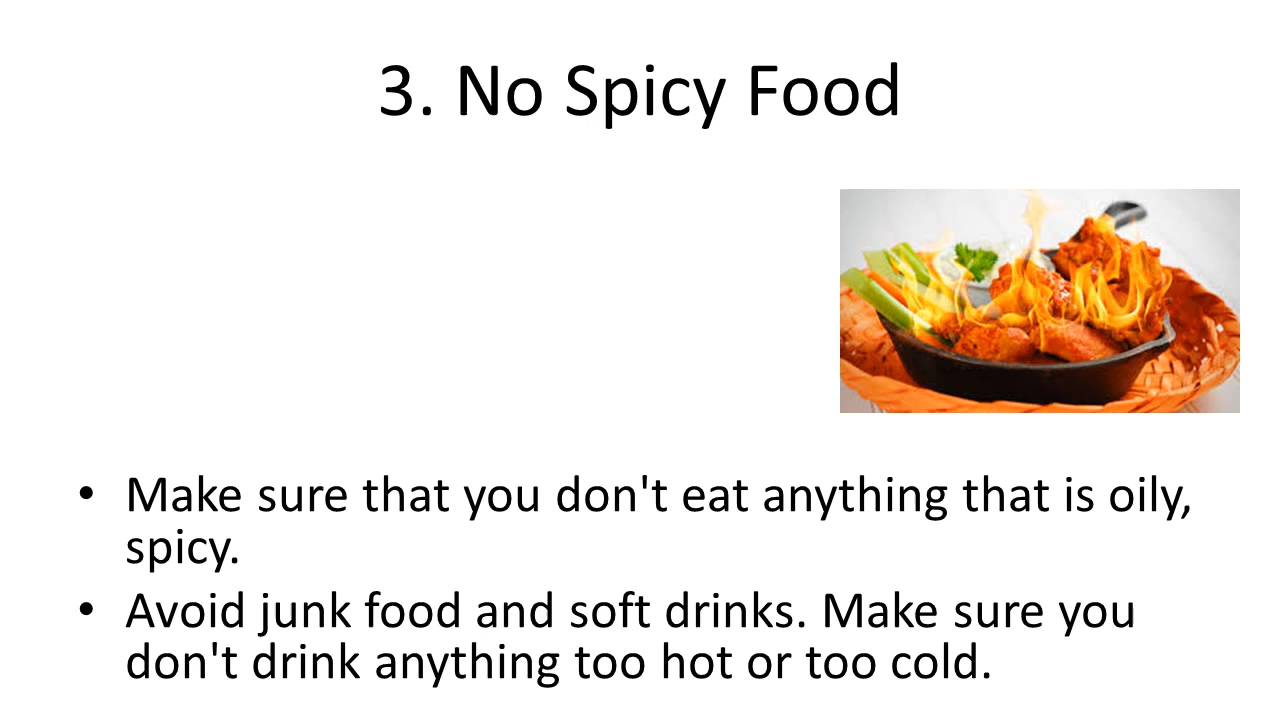 3. No Spicy Food
• Make sure that you don't eat anything that is oily,
spicy.
• Avoid junk food and soft drinks. Make sure you
don't drink anything too hot or too cold.